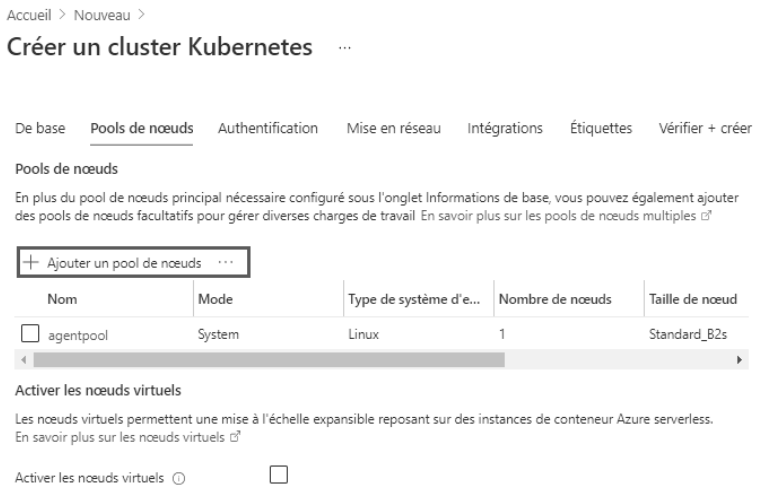 Accueil > Nouveau >
Créer un cluster Kubernetes ...
De base Pools de nœuds Authentification Mise en réseau Intégrations Étiquettes Vérifier + créer
Pools de nœuds
En plus du pool de nœuds principal nécessaire configuré sous l'onglet Informations de base, vous pouvez également ajouter
des pools de nœuds facultatifs pour gérer diverses charges de travail En savoir plus sur les pools de nœuds multiples
+ Ajouter un pool de nœuds ...
Nom Mode Type de système d'e... Nombre de nœuds Taille de nœud
agentpool System Linux 1 Standard_B2s
Activer les nœuds virtuels
Les nœuds virtuels permettent une mise à l'échelle expansible reposant sur des instances de conteneur Azure serverless.
En savoir plus sur les nœuds virtuels
Activer les nœuds virtuels